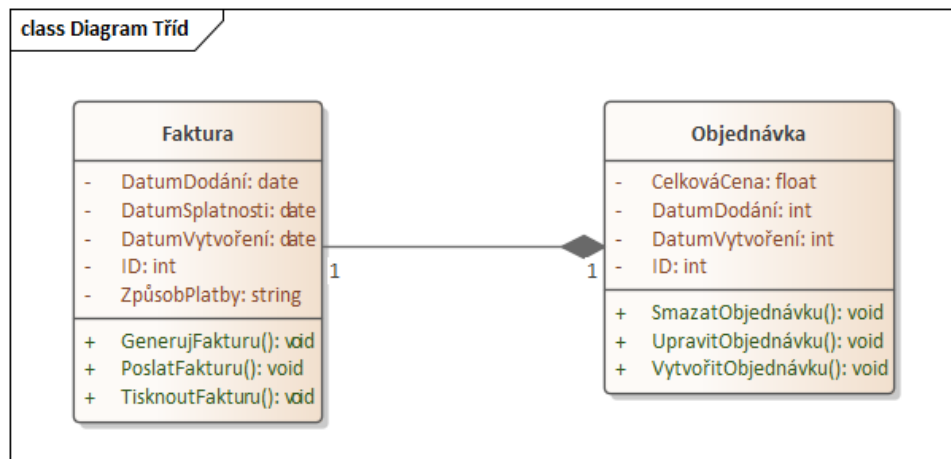 class Diagram Tříd
Faktura
- DatumDodání: date
- DatumSplatnosti: date
- DatumVytvoření: date
- ID: int
- ZpůsobPlatby: string
+ GenerujFakturu(): void
+ PoslatFakturu(): void
+ TisknoutFakturu(): void
1
1
Objednávka
- CelkováCena: float
- DatumDodání: int
- DatumVytvoření: int
- ID: int
+ SmazatObjednávku(): void
+ UpravitObjednávku(): void
+ VytvořitObjednávku(): void